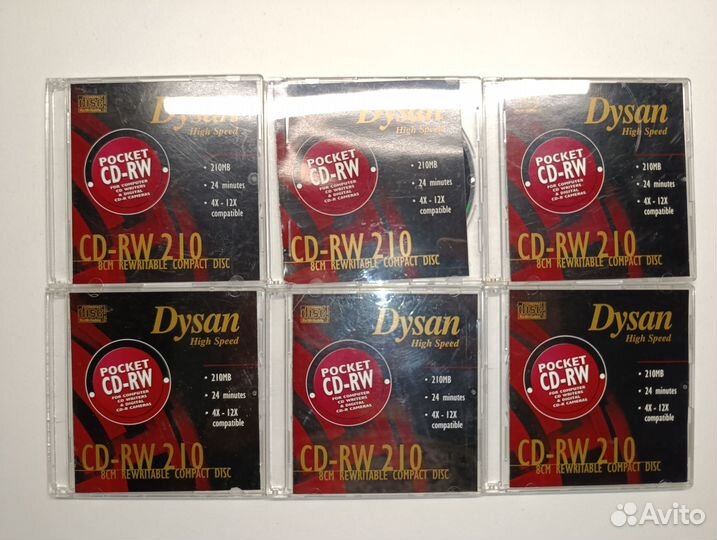 disc
Dysan
High Speed
POCKET
CD-RW
FOR COMPUTER
CD WRITERS
& DIGITAL
CD-R CAMERAS
• 210MB
• 24 minutes
• 4X - 12X
compatible
CD-RW 210
8CM REWRITABLE COMPACT DISC
POCKET
CD-RW
FOR COMPUTER
CD WRITERS
& DIGITAL
CD-R CAMERAS
• 210MB
• 24 minutes
• 4X - 12X
compatible
CD-RW 210
8CM REWRITABLE COMPACT DISC
Dysan
High Speed
POCKET
CD-RW
FOR COMPUTER
CD WRITERS
& DIGITAL
CD-R CAMERAS
• 210MB
• 24 minutes
• 4X - 12X
compatible
CD-RW 210
8CM REWRITABLE COMPACT DISC
disc
Dysan
High Speed
POCKET
CD-RW
FOR COMPUTER
CD WRITERS
& DIGITAL
CD-R CAMERAS
• 210MB
• 24 minutes
• 4X - 12X
compatible
CD-RW 210
8CM REWRITABLE COMPACT DISC
disc
Dysan
High Speed
POCKET
CD-RW
FOR COMPUTER
CD WRITERS
& DIGITAL
CD-R CAMERAS
• 210MB
• 24 minutes
• 4X - 12X
compatible
CD-RW 210
8CM REWRITABLE COMPACT DISC
disc
Dysan
High Speed
POCKET
CD-RW
FOR COMPUTER
CD WRITERS
& DIGITAL
CD-R CAMERAS
• 210MB
• 24 minutes
• 4X - 12X
compatible
CD-RW 210
8CM REWRITABLE COMPACT DISC
Avito